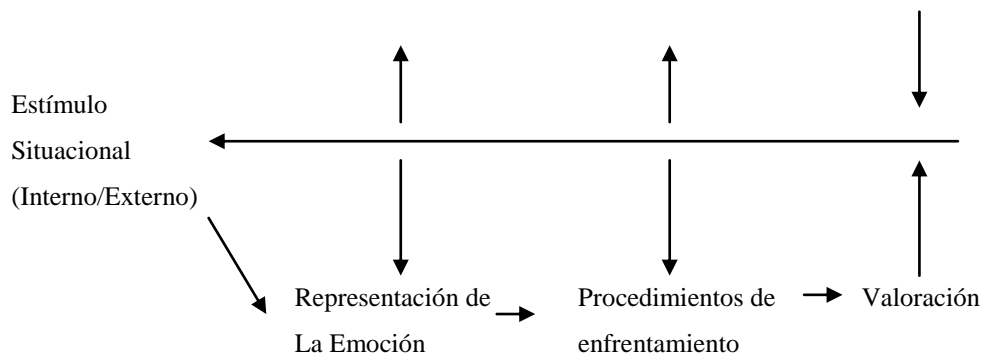 Estímulo
Situacional
(Interno/Externo)
Representación de
La Emoción
Procedimientos de
enfrentamiento
Valoración